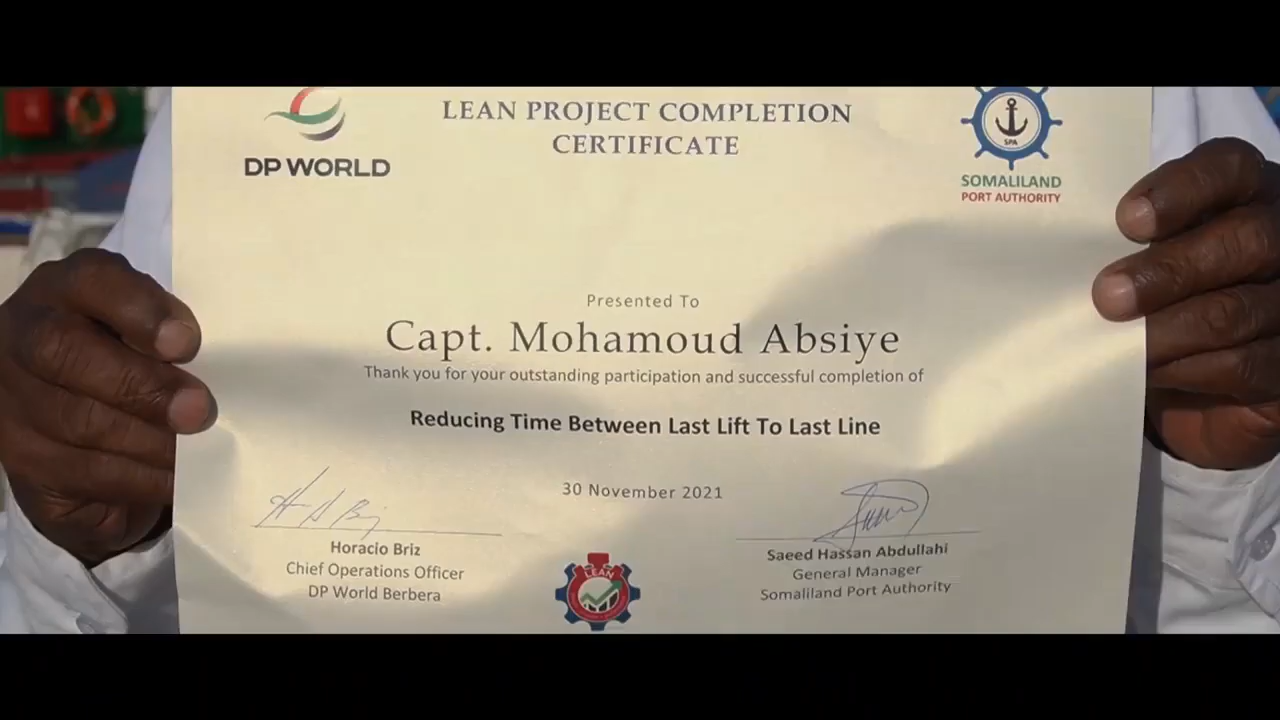 LEAN PROJECT COMPLETION
CERTIFICATE
DP WORLD
SPA
SOMALILAND
PORT AUTHORITY
Presented To
Capt. Mohamoud Absiye
Thank you for your outstanding participation and successful completion of
Reducing Time Between Last Lift To Last Line
30 November 2021
Horacio Briz
Chief Operations Officer
DP World Berbera
Saeed Hassan Abdullahi
General Manager
Somaliland Port Authority
LEAN